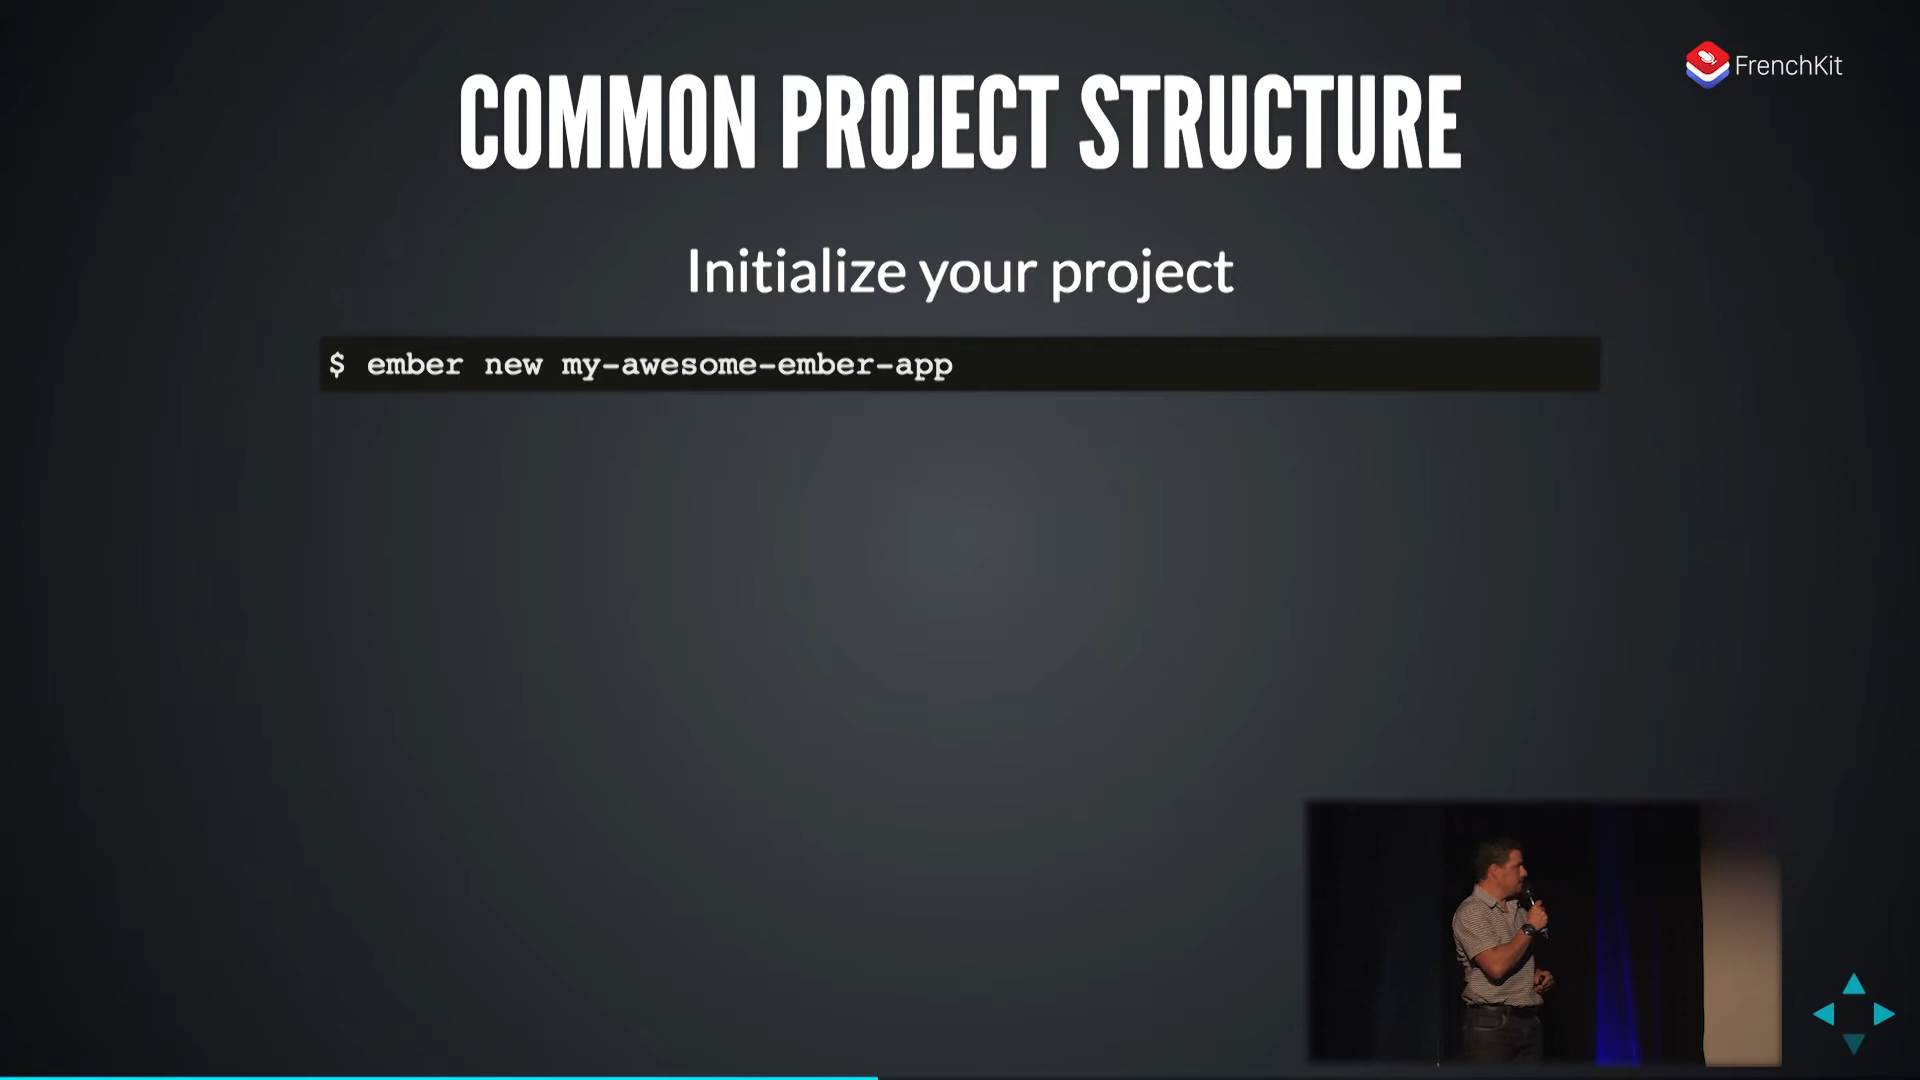 FrenchKit
COMMON PROJECT STRUCTURE
Initialize your project
$ ember new my-awesome-ember-app